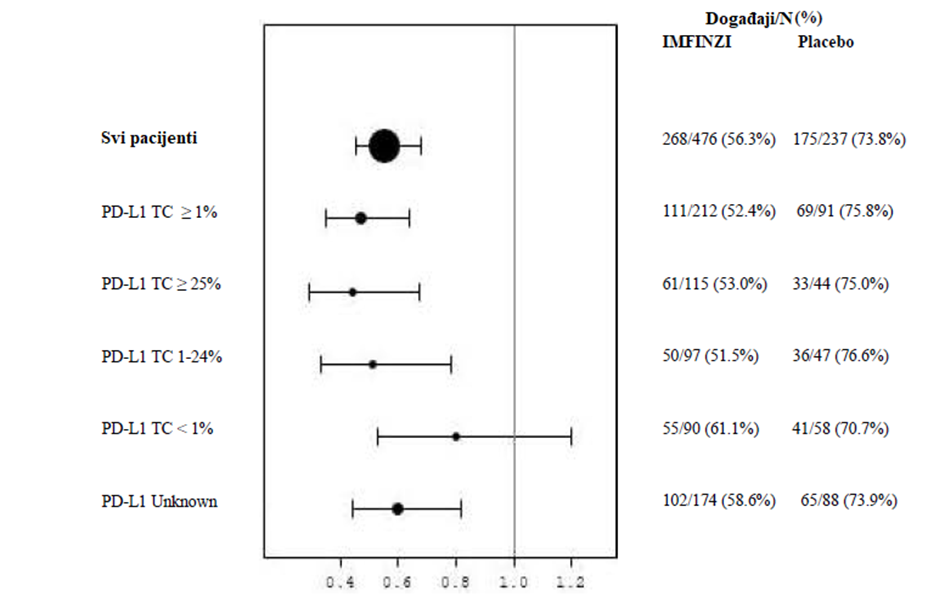 Događaji/N(%)
IMFINZI Placebo
Svi pacijenti 268/476 (56.3%) 175/237 (73.8%)
PD-L1 TC ≥ 1% 111/212 (52.4%) 69/91 (75.8%)
PD-L1 TC ≥ 25% 61/115 (53.0%) 33/44 (75.0%)
PD-L1 TC 1-24% 50/97 (51.5%) 36/47 (76.6%)
PD-L1 TC < 1% 55/90 (61.1%) 41/58 (70.7%)
PD-L1 Unknown 102/174 (58.6%) 65/88 (73.9%)
0.4 0.6 0.8 1.0 1.2